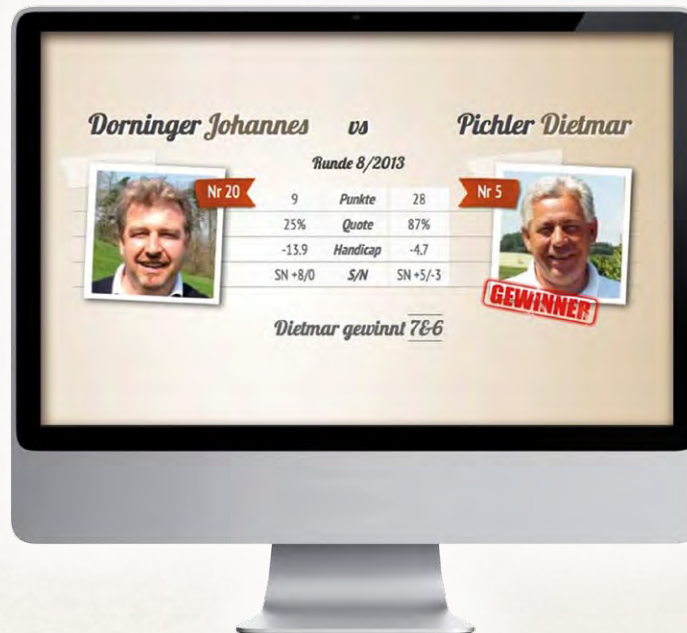 Dorninger Johannes vs Pichler Dietmar
Runde 8/2013
Nr 20
Nr 5
9 Punkte 28
25% Quote 87%
-13.9 Handicap -4.7
SN +8/0 S/N SN +5/-3
GEWINNER
Dietmar gewinnt 7&6